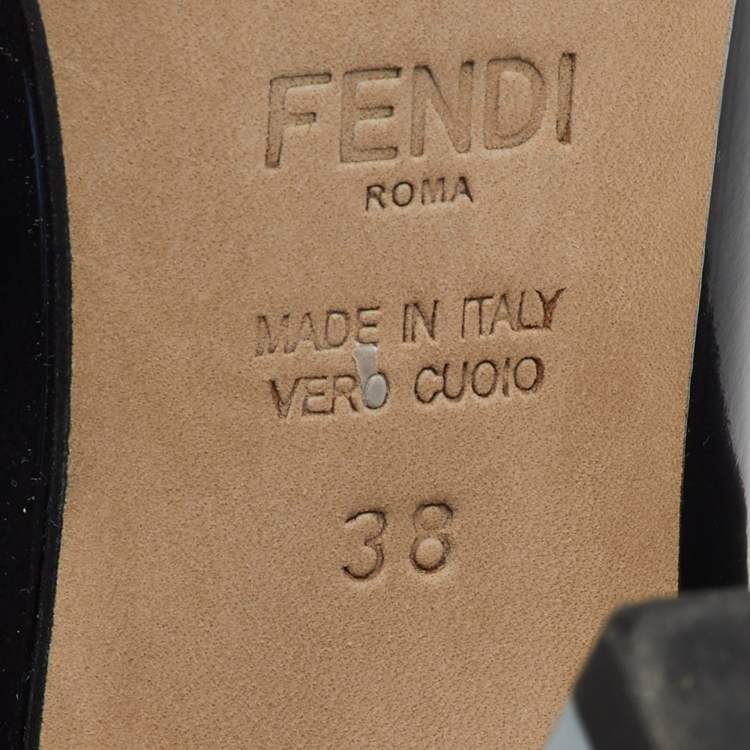 FENDI
ROMA
MADE IN ITALY
VERO CUOIO
38